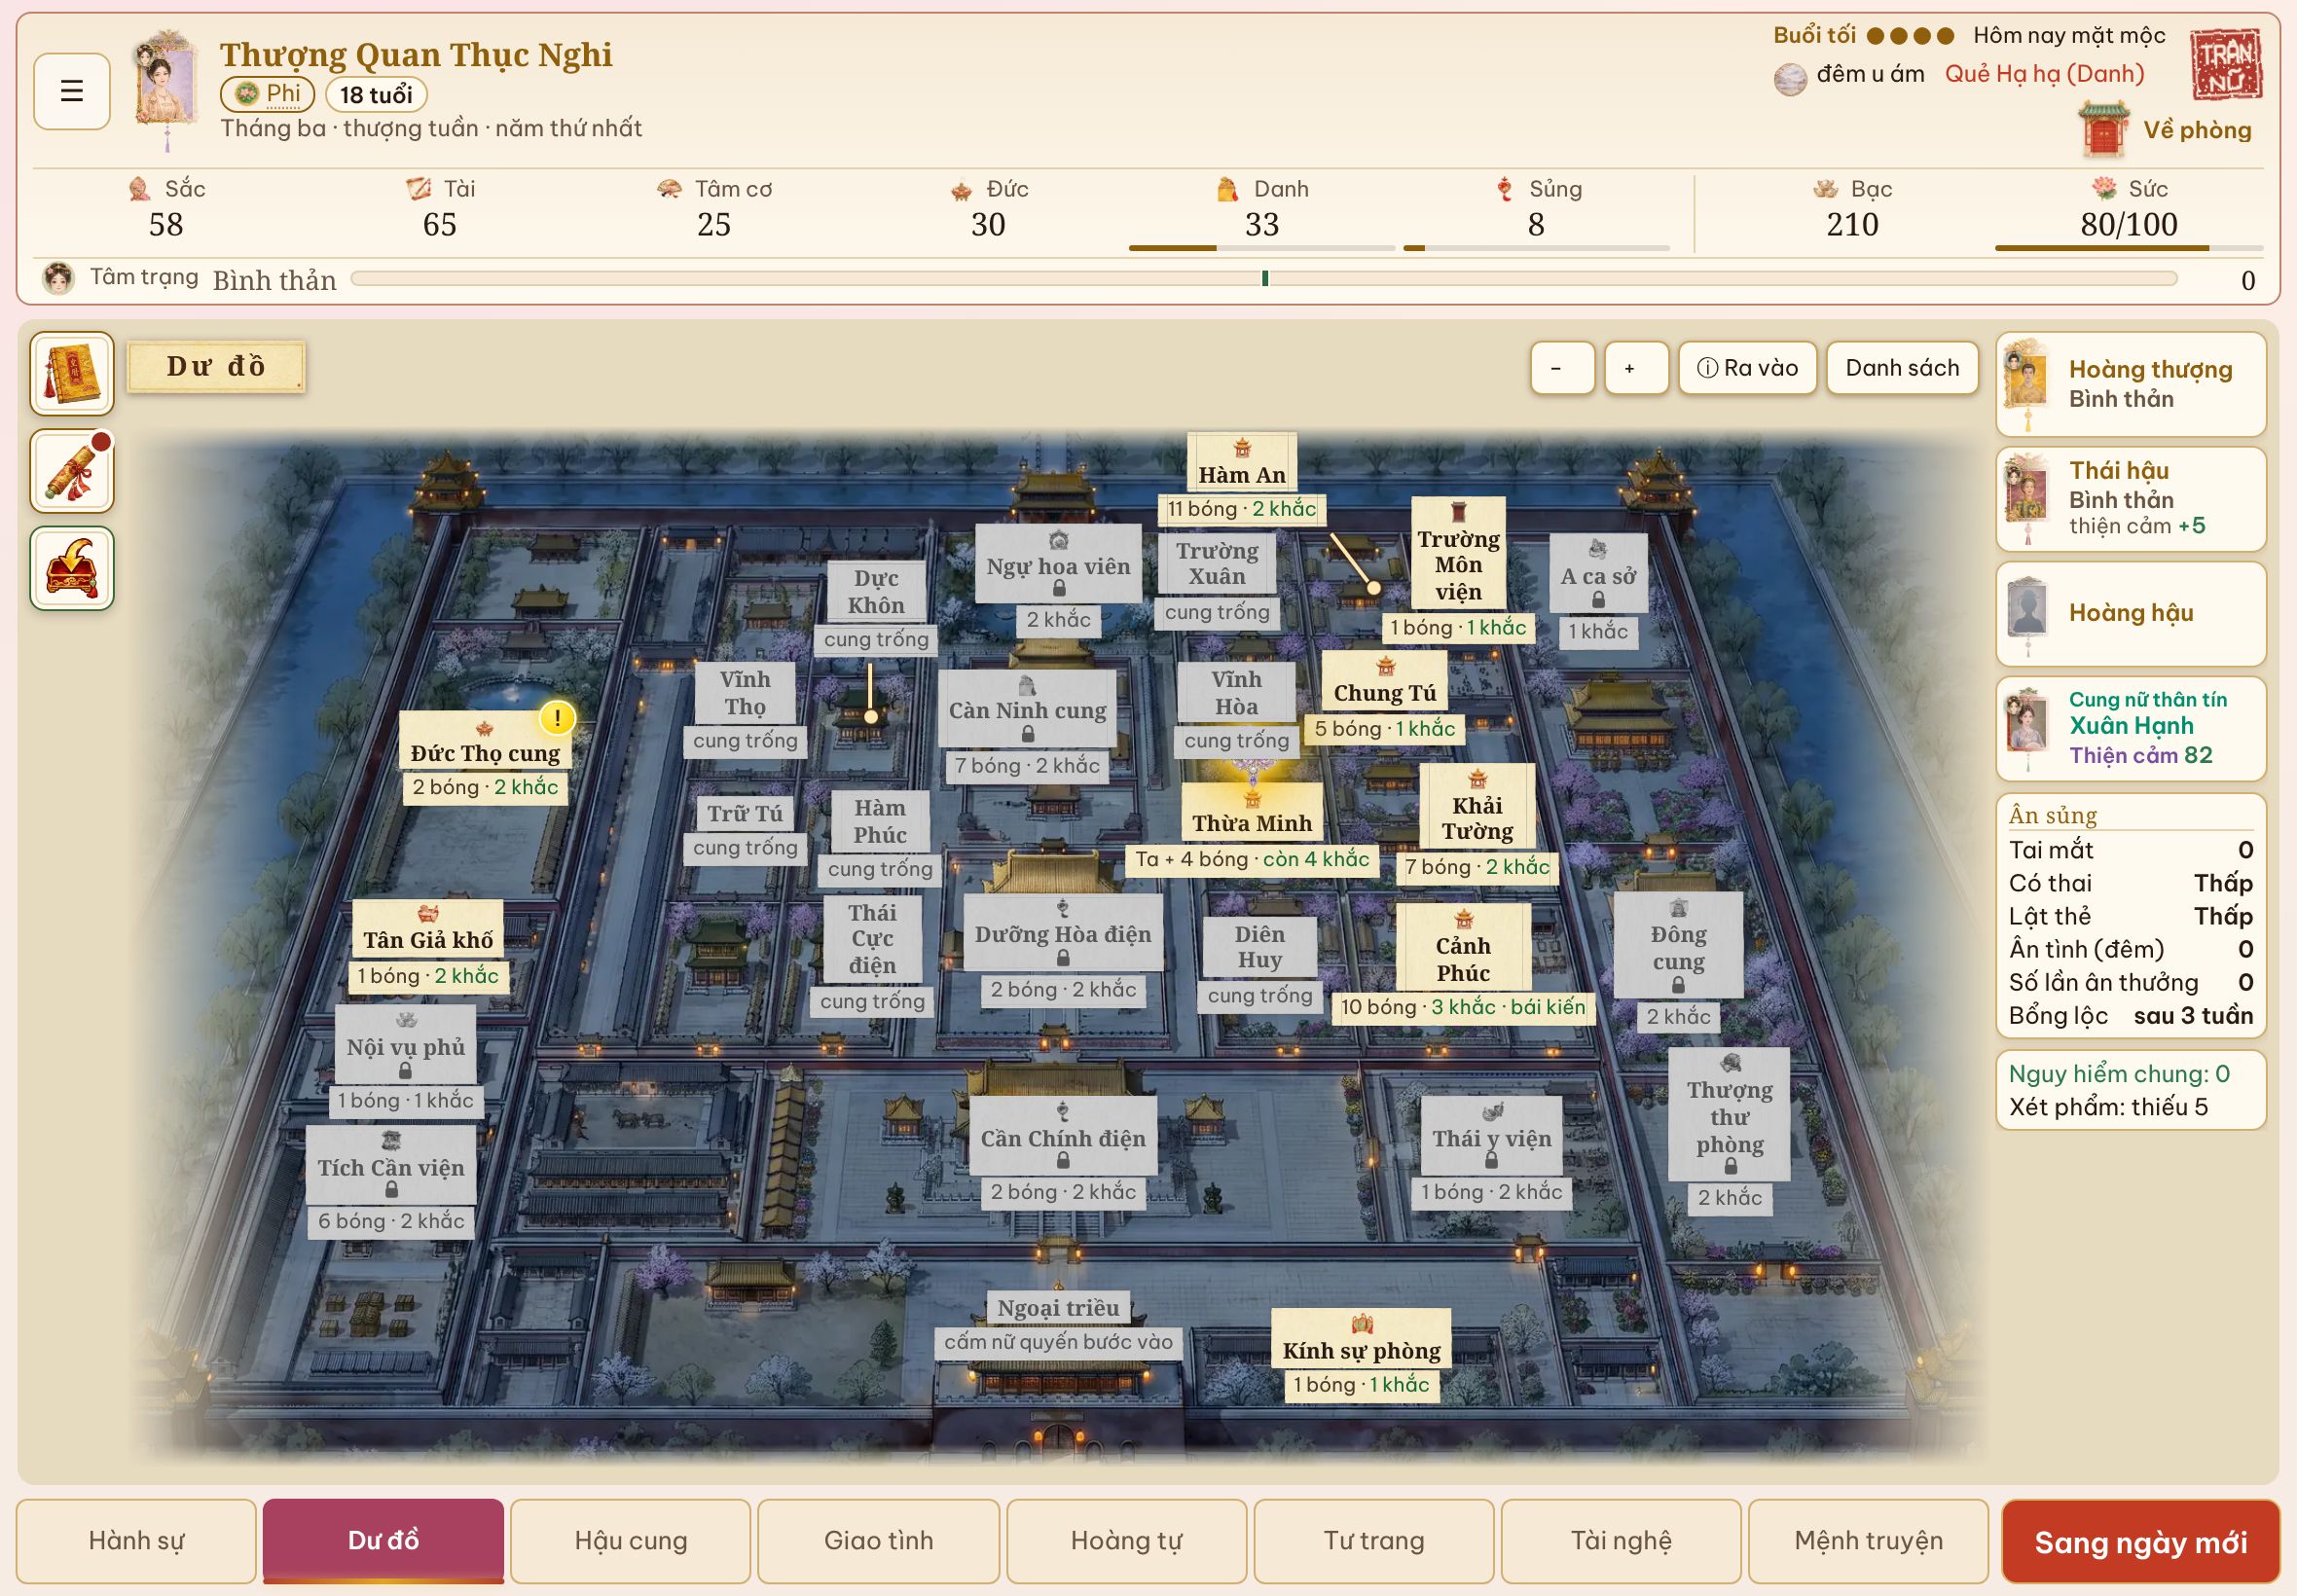 Thượng Quan Thục Nghi
Phi
18 tuổi
Tháng ba · thượng tuần · năm thứ nhất
Buổi tối
Hôm nay mặt mộc
đêm u ám
Quẻ Hạ hạ (Danh)
TRÂN NỮ
Về phòng
Sắc
58
Tài
65
Tâm cơ
25
Đức
30
Danh
33
Sủng
8
Bạc
210
Sức
80/100
Tâm trạng
Bình thản
0
Dư đồ
-
+
ⓘ Ra vào
Danh sách
Hàm An
11 bóng · 2 khắc
Trường
Môn
viện
1 bóng · 1 khắc
Ngự hoa viên
2 khắc
Trường
Xuân
cung trống
A ca sở
1 khắc
Dực
Khôn
cung trống
Vĩnh
Thọ
cung trống
Càn Ninh cung
7 bóng · 2 khắc
Vĩnh
Hòa
cung trống
Chung Tú
5 bóng · 1 khắc
Đức Thọ cung
!
2 bóng · 2 khắc
Trữ Tú
cung trống
Hàm
Phúc
cung trống
Thừa Minh
Ta + 4 bóng · còn 4 khắc
Khải
Tường
7 bóng · 2 khắc
Tân Giả khố
1 bóng · 2 khắc
Thái
Cực
điện
cung trống
Dưỡng Hòa điện
2 bóng · 2 khắc
Diên
Huy
cung trống
Cảnh
Phúc
10 bóng · 3 khắc · bái kiến
Đông
cung
2 khắc
Nội vụ phủ
1 bóng · 1 khắc
Tích Cần viện
6 bóng · 2 khắc
Cần Chính điện
2 bóng · 2 khắc
Thái y viện
1 bóng · 2 khắc
Thượng
thư
phòng
2 khắc
Ngoại triều
cấm nữ quyến bước vào
Kính sự phòng
1 bóng · 1 khắc
Hoàng thượng
Bình thản
Thái hậu
Bình thản
thiện cảm +5
Hoàng hậu
Cung nữ thân tín
Xuân Hạnh
Thiện cảm 82
Ân sủng
Tai mắt 0
Có thai Thấp
Lật thẻ Thấp
Ân tình (đêm) 0
Số lần ân thưởng 0
Bổng lộc sau 3 tuần
Nguy hiểm chung: 0
Xét phẩm: thiếu 5
Hành sự
Dư đồ
Hậu cung
Giao tình
Hoàng tự
Tư trang
Tài nghệ
Mệnh truyện
Sang ngày mới